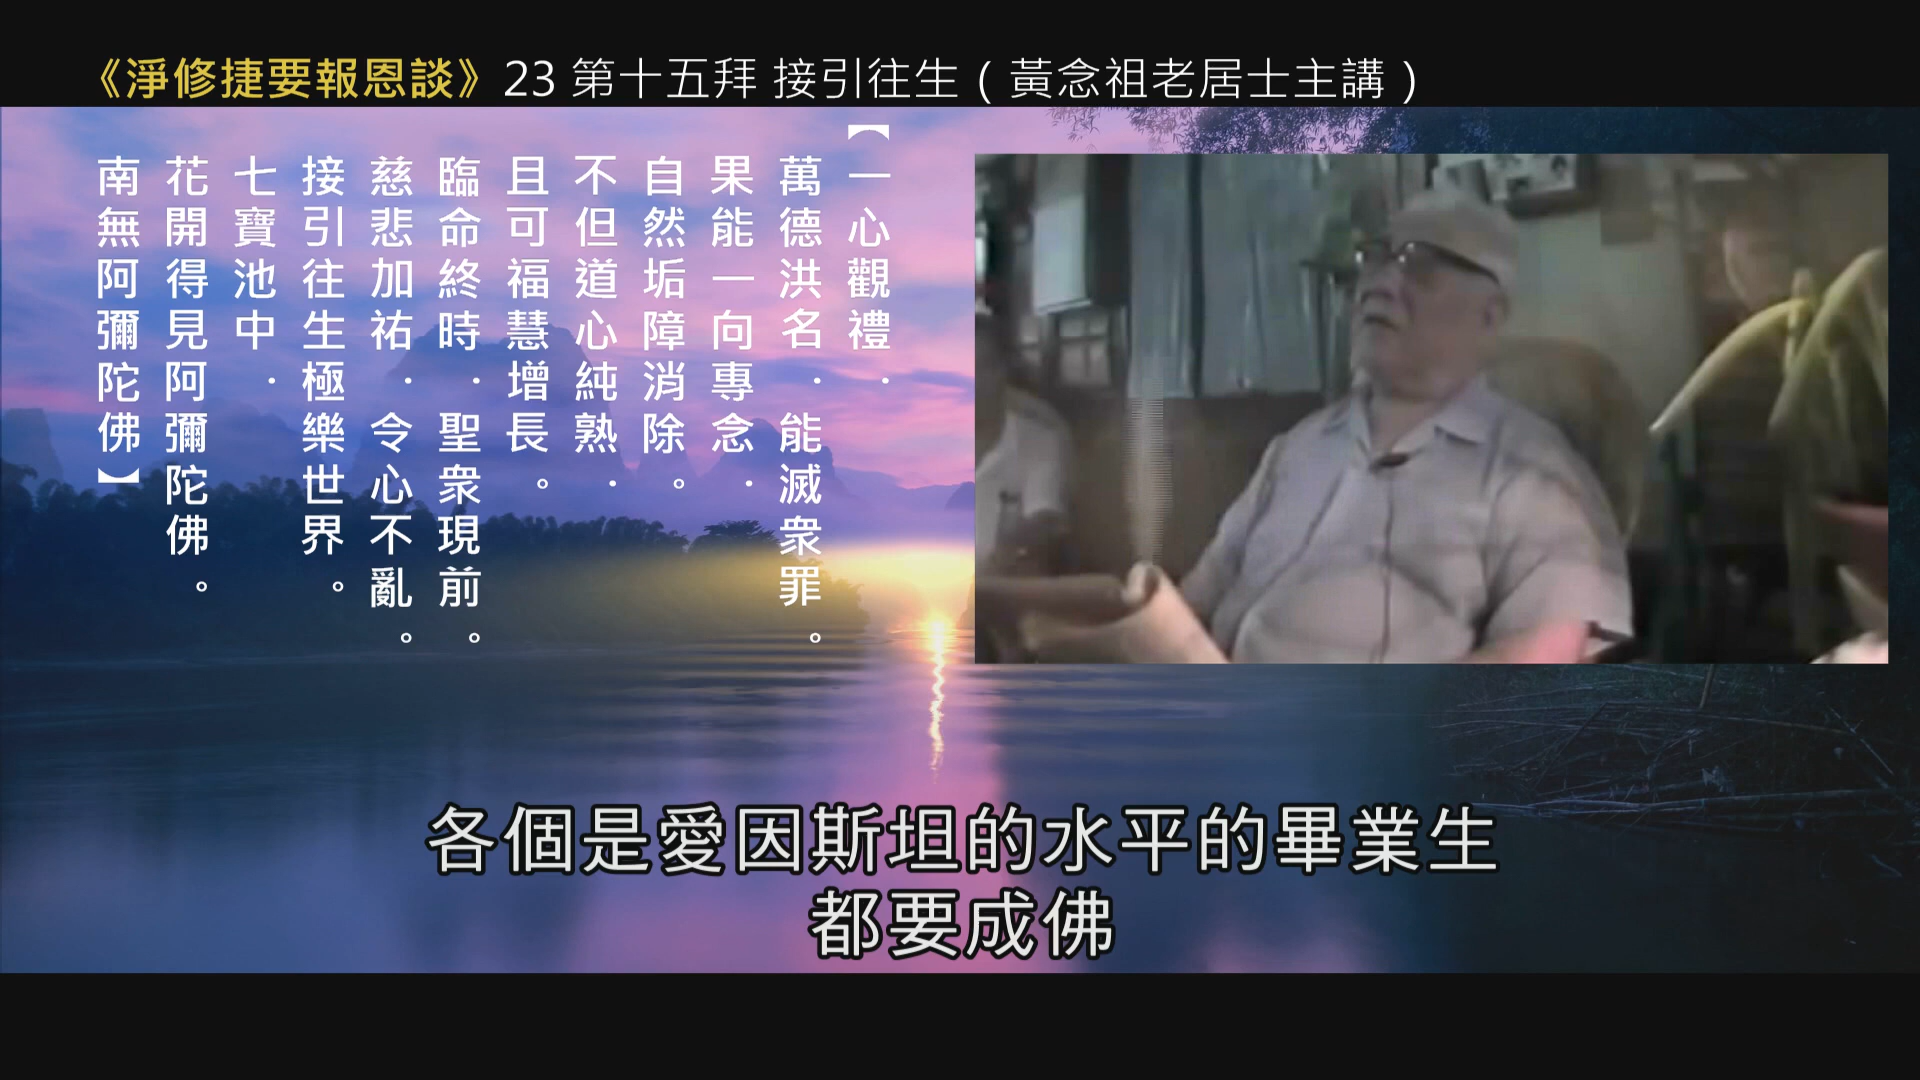 《淨修捷要報恩談》23 第十五拜 接引往生（黃念祖老居士主講）
【一心觀禮．
萬德洪名．能滅衆罪。
果能一向專念．
自然垢障消除。
不但道心純熟．
且可福慧增長。
臨命終時．聖衆現前。
慈悲加祐．令心不亂。
接引往生極樂世界。
七寶池中．
花開得見阿彌陀佛。
南無阿彌陀佛】
各個是愛因斯坦的水平的畢業生
都要成佛